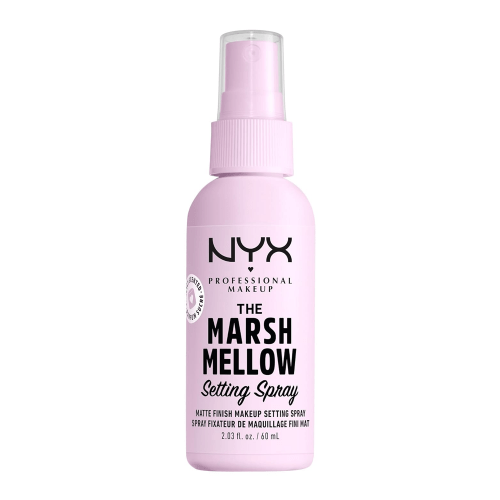 NYX
PROFESSIONAL
MAKEUP
THE
MARSH
MELLOW
Setting Spray
MATTE FINISH MAKEUP SETTING SPRAY
SPRAY FIXATEUR DE MAQUILLAGE FINI MAT
2.03 fl. oz. / 60 mL